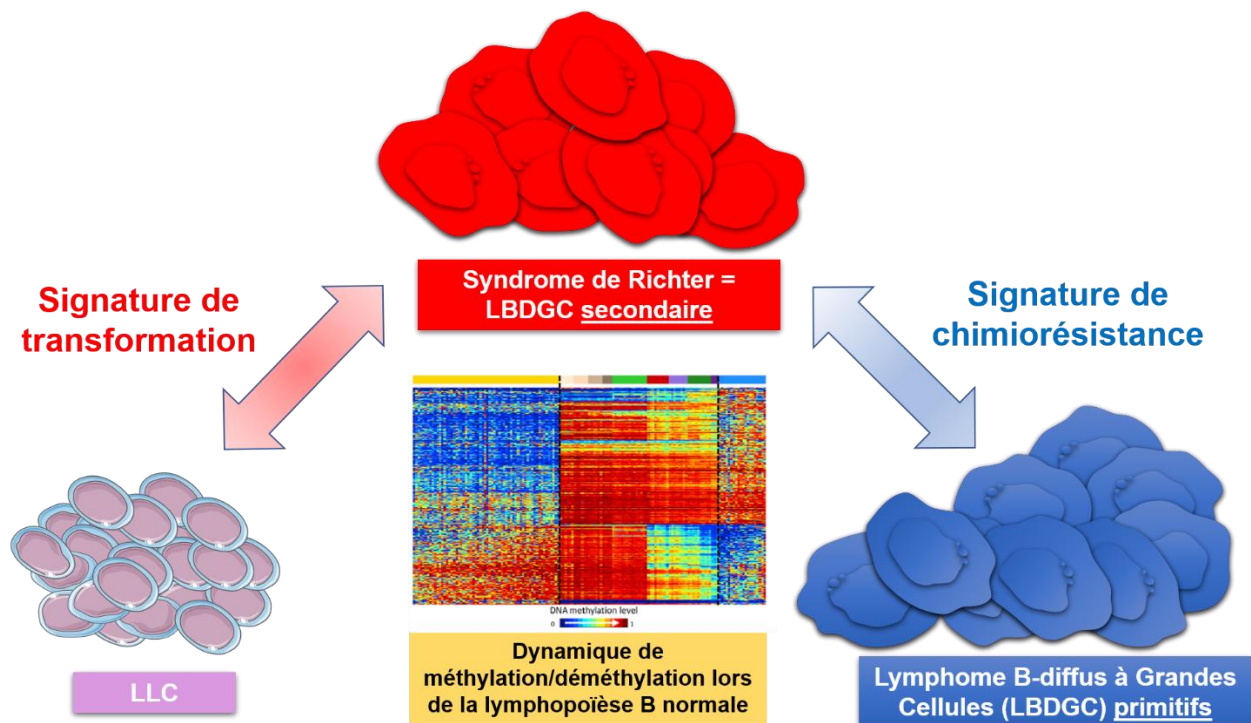 Syndrome de Richter =
LBDGC secondaire
Signature de
transformation
Signature de
chimiorésistance
DNA methylation level
0 1
LLC
Dynamique de
méthylation/déméthylation lors
de la lymphopoïèse B normale
Lymphome B-diffus à Grandes
Cellules (LBDGC) primitifs